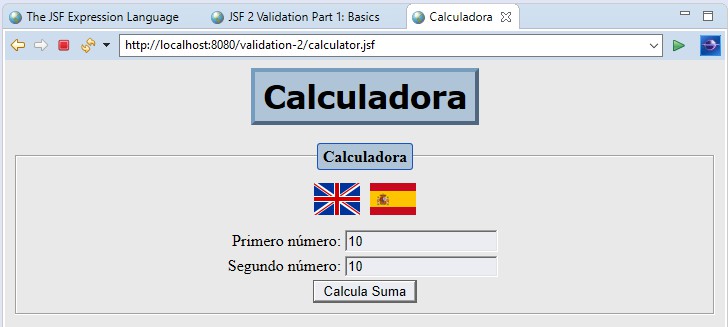 The JSF Expression Language JSF 2 Validation Part 1: Basics Calculadora
http://localhost:8080/validation-2/calculator.jsf
Calculadora
Calculadora
Primero número: 10
Segundo número: 10
Calcula Suma